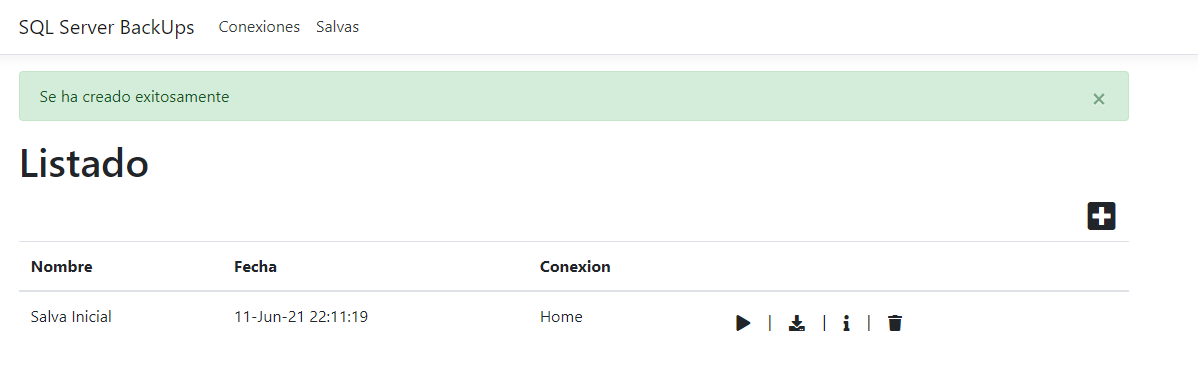 SQL Server BackUps Conexiones Salvas
Se ha creado exitosamente ×
Listado
Nombre Fecha Conexion
Salva Inicial 11-Jun-21 22:11:19 Home | | |